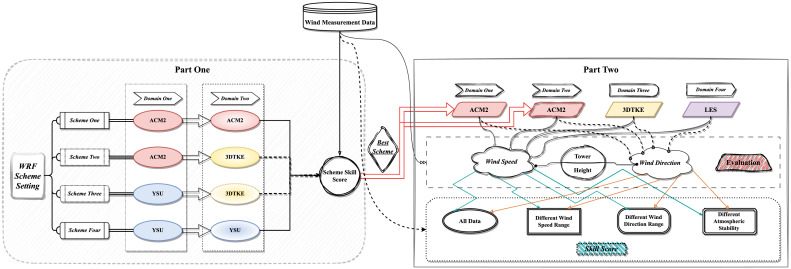 Wind Measurement Data
Part One
Part Two
Domain One
Domain Two
Domain One
Domain Two
Domain Three
Domain Four
Scheme One
ACM2
ACM2
ACM2
ACM2
3DTKE
LES
Scheme Two
ACM2
3DTKE
Best
Scheme
WRF
Scheme
Setting
Scheme Skill
Score
Wind Speed
Tower
Height
Wind Direction
Evaluation
Scheme Three
YSU
3DTKE
Scheme Four
YSU
YSU
All Data
Different Wind
Speed Range
Different Wind
Direction Range
Different
Atmospheric
Stability
Skill Score